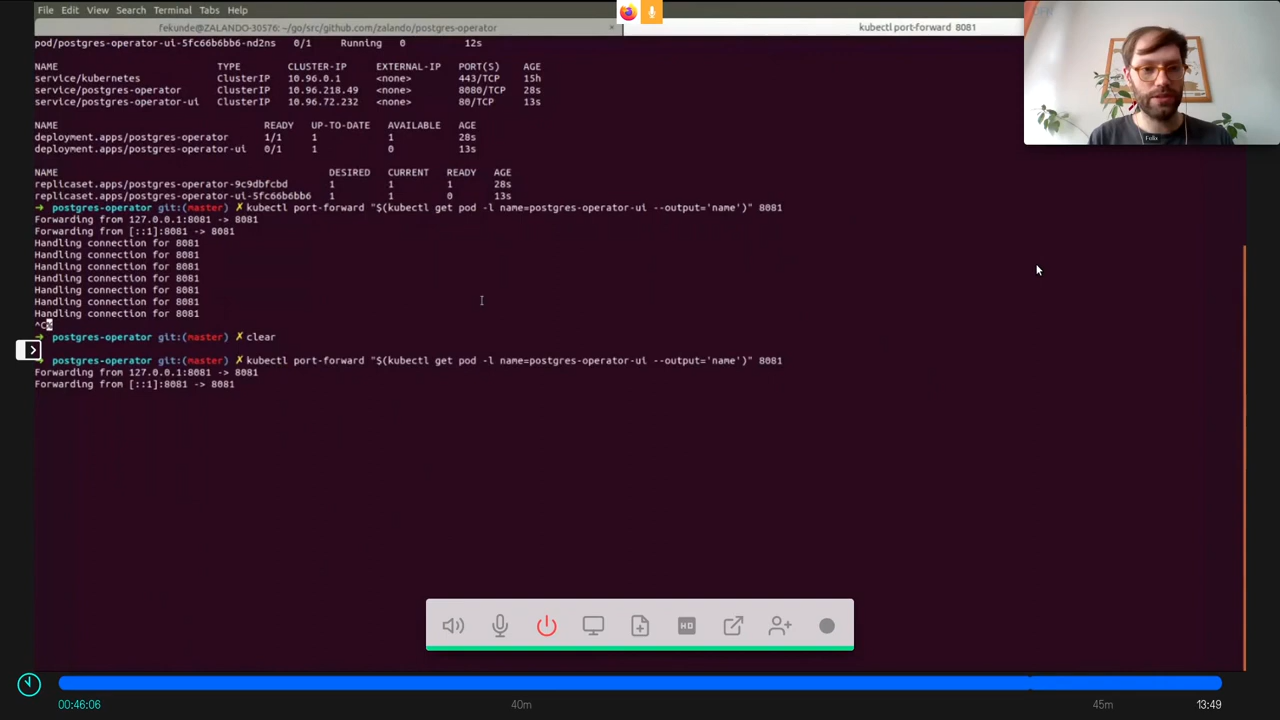 File Edit View Search Terminal Tabs Help
fekunde@ZALANDO-30576: ~/go/src/github.com/zalando/postgres-operator ×
kubectl port-forward 8081
pod/postgres-operator-ui-5fc66b6bb6-nd2ns 0/1 Running 0 12s
NAME TYPE CLUSTER-IP EXTERNAL-IP PORT(S) AGE
service/kubernetes ClusterIP 10.96.0.1 <none> 443/TCP 15h
service/postgres-operator ClusterIP 10.96.218.49 <none> 8080/TCP 28s
service/postgres-operator-ui ClusterIP 10.96.72.232 <none> 80/TCP 13s
NAME READY UP-TO-DATE AVAILABLE AGE
deployment.apps/postgres-operator 1/1 1 1 28s
deployment.apps/postgres-operator-ui 0/1 1 0 13s
NAME DESIRED CURRENT READY AGE
replicaset.apps/postgres-operator-9c9dbfcbd 1 1 1 28s
replicaset.apps/postgres-operator-ui-5fc66b6bb6 1 1 0 13s
➜ postgres-operator git:(master) ✗ kubectl port-forward "$(kubectl get pod -l name=postgres-operator-ui --output='name')" 8081
Forwarding from 127.0.0.1:8081 -> 8081
Forwarding from [::1]:8081 -> 8081
Handling connection for 8081
Handling connection for 8081
Handling connection for 8081
Handling connection for 8081
Handling connection for 8081
Handling connection for 8081
Handling connection for 8081
^C%
➜ postgres-operator git:(master) ✗ clear
➜ postgres-operator git:(master) ✗ kubectl port-forward "$(kubectl get pod -l name=postgres-operator-ui --output='name')" 8081
Forwarding from 127.0.0.1:8081 -> 8081
Forwarding from [::1]:8081 -> 8081
Felix
HD
00:46:06 40m 45m 13:49